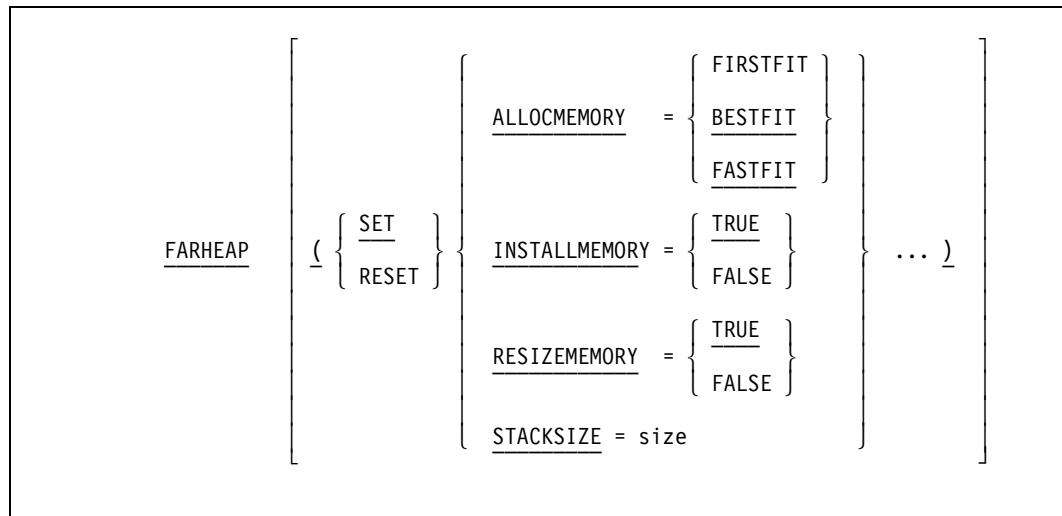 FIRSTFIT
ALLOCMEMORY = BESTFIT
FASTFIT
SET TRUE
FARHEAP ( INSTALLMEMORY = ... )
RESET FALSE
TRUE
RESIZEMEMORY =
FALSE
STACKSIZE = size